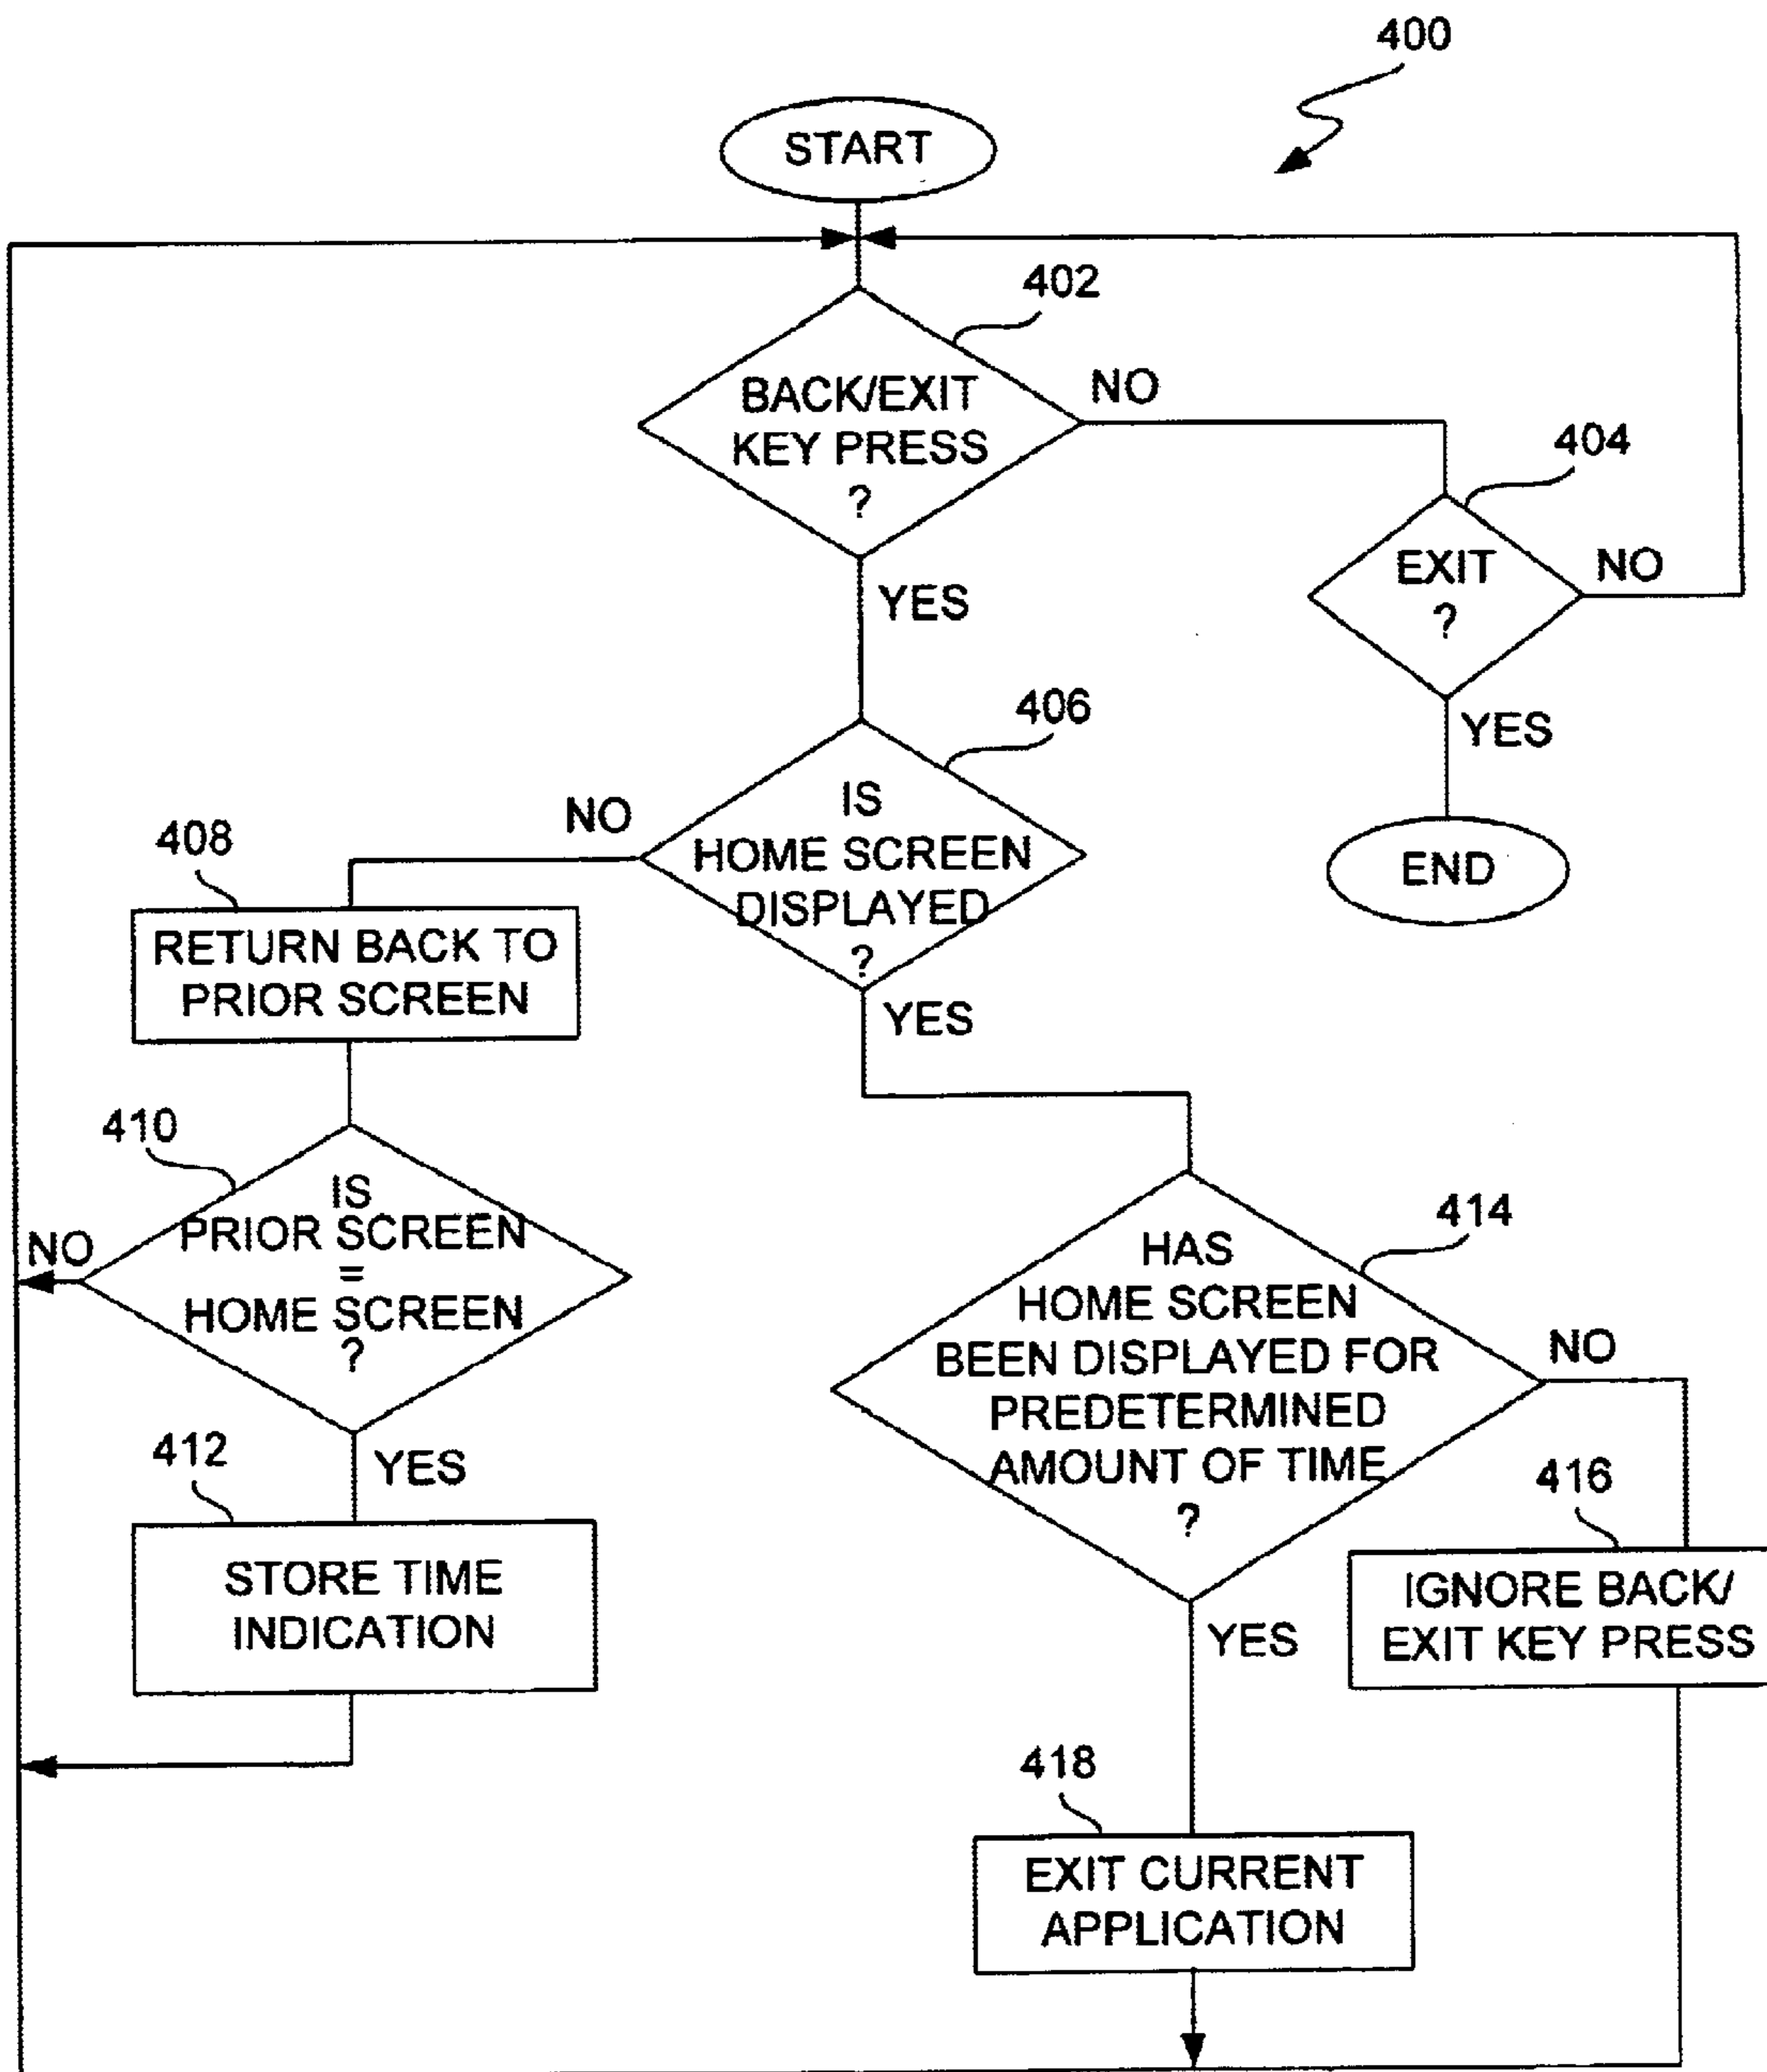 400
START
402
BACK/EXIT
KEY PRESS
?
NO
404
EXIT
?
NO
YES
YES
END
406
IS
HOME SCREEN
DISPLAYED
?
NO
YES
408
RETURN BACK TO
PRIOR SCREEN
410
IS
PRIOR SCREEN
=
HOME SCREEN
?
NO
YES
412
STORE TIME
INDICATION
414
HAS
HOME SCREEN
BEEN DISPLAYED FOR
PREDETERMINED
AMOUNT OF TIME
?
NO
YES
416
IGNORE BACK/
EXIT KEY PRESS
418
EXIT CURRENT
APPLICATION